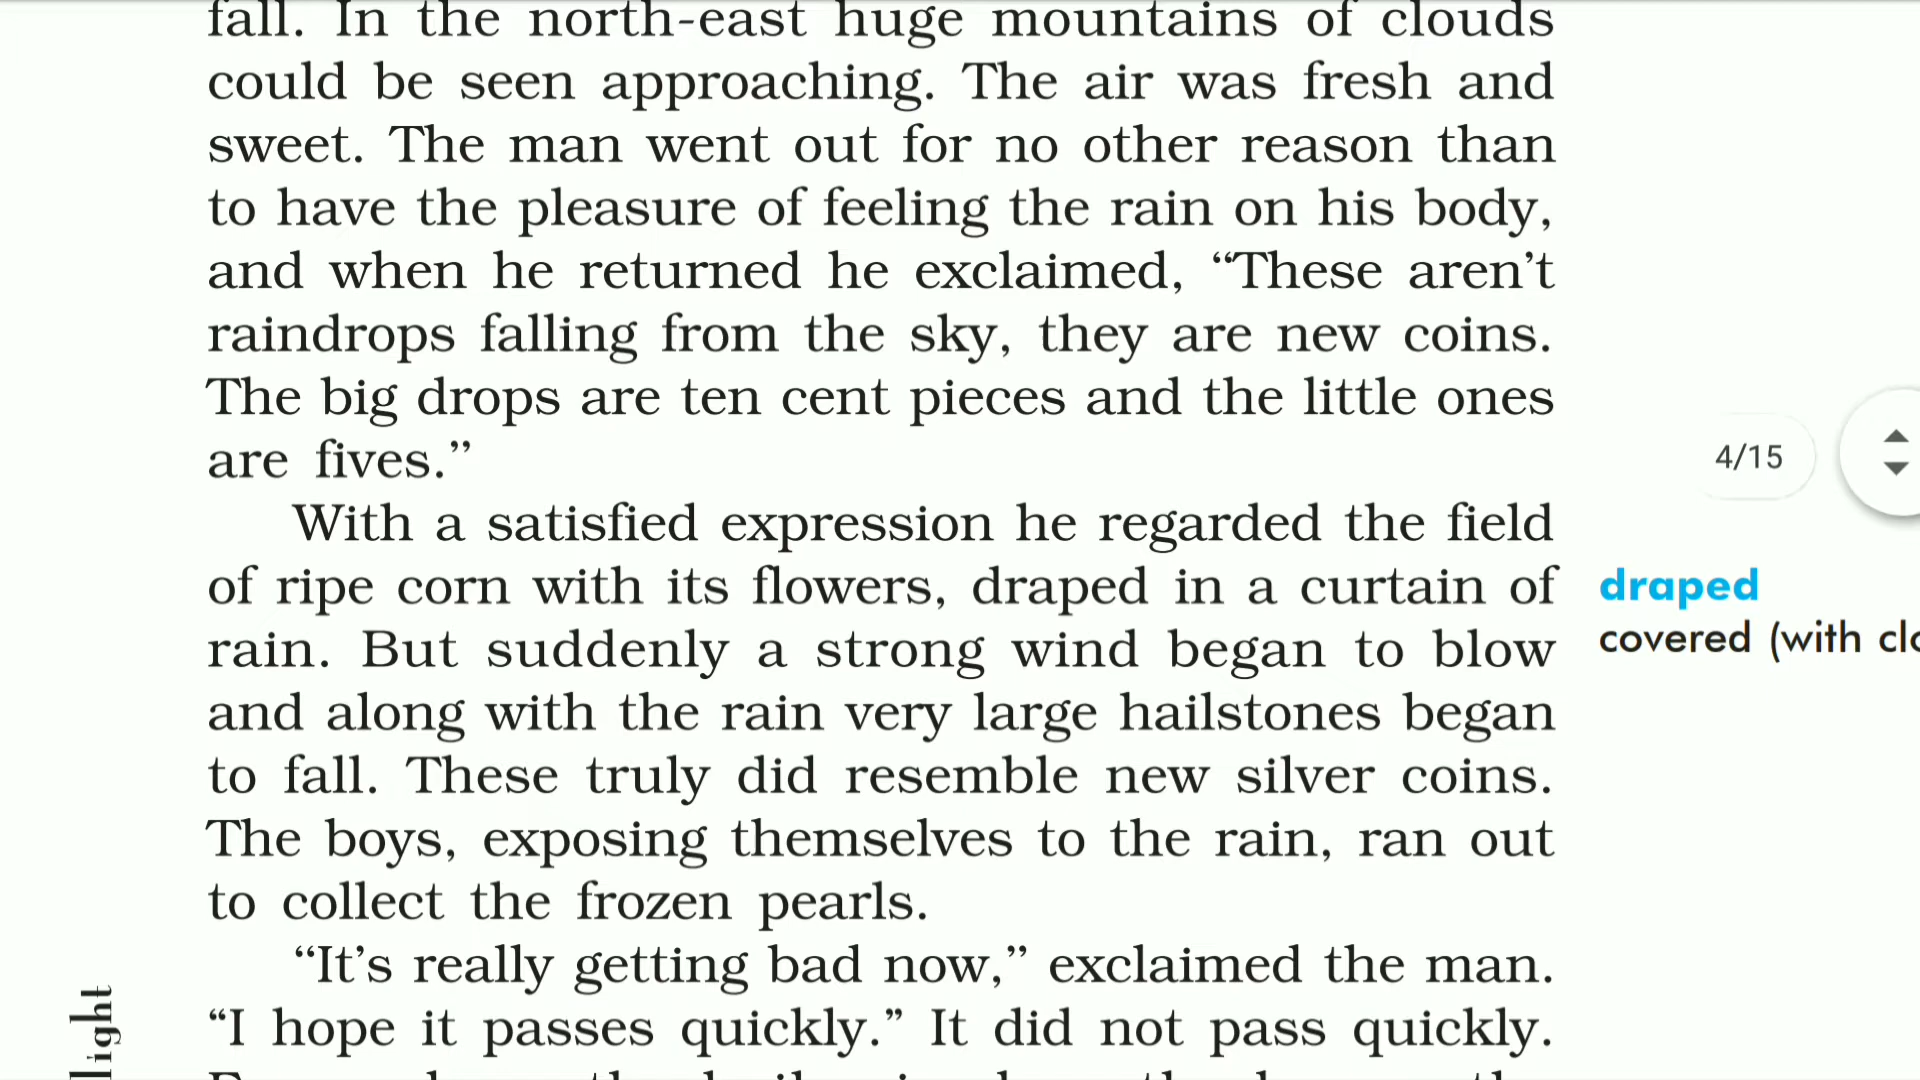 fall. In the north-east huge mountains of clouds
could be seen approaching. The air was fresh and
sweet. The man went out for no other reason than
to have the pleasure of feeling the rain on his body,
and when he returned he exclaimed, “These aren’t
raindrops falling from the sky, they are new coins.
The big drops are ten cent pieces and the little ones
are fives.”
4/15
With a satisfied expression he regarded the field
of ripe corn with its flowers, draped in a curtain of
rain. But suddenly a strong wind began to blow
and along with the rain very large hailstones began
to fall. These truly did resemble new silver coins.
The boys, exposing themselves to the rain, ran out
to collect the frozen pearls.
“It’s really getting bad now,” exclaimed the man.
“I hope it passes quickly.” It did not pass quickly.
draped
covered (with
light